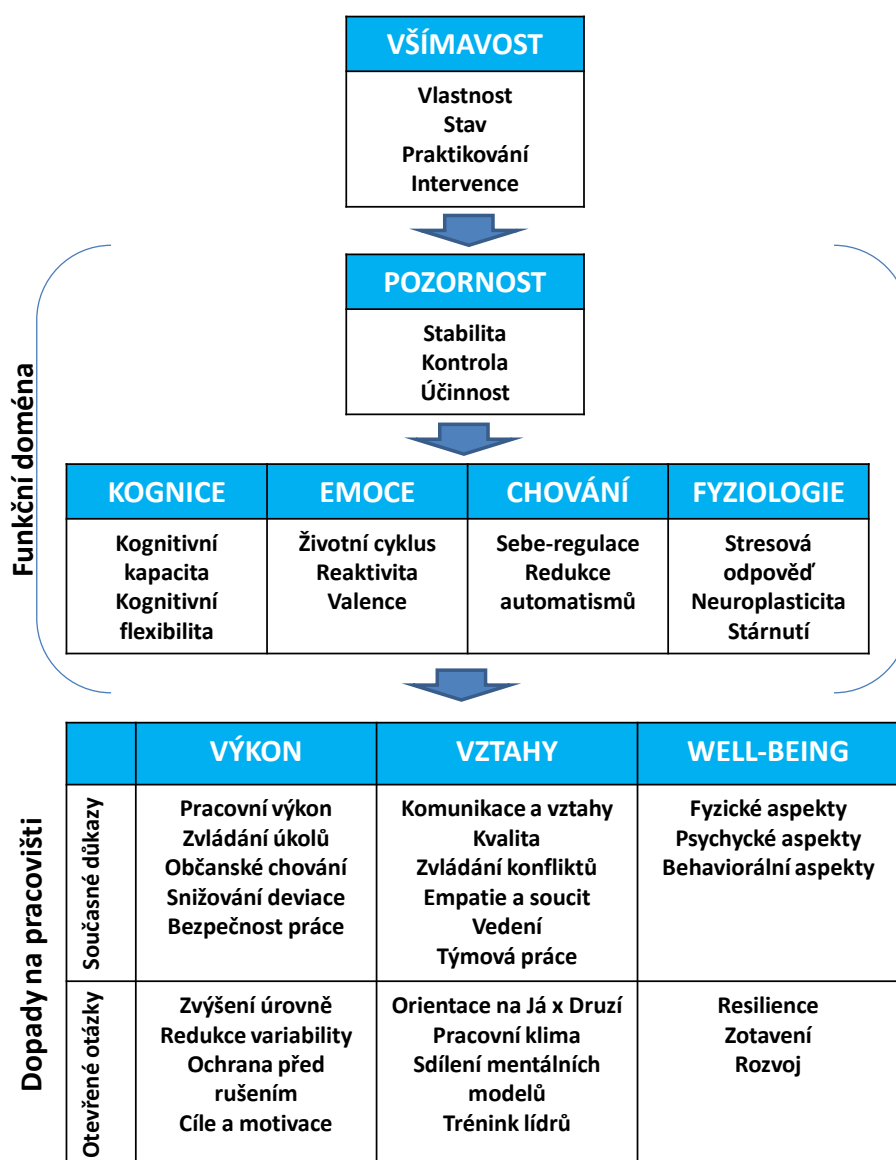 VŠÍMAVOST
Vlastnost
Stav
Praktikování
Intervence
Funkční doména
POZORNOST
Stabilita
Kontrola
Účinnost
KOGNICE
Kognitivní
kapacita
Kognitivní
flexibilita
EMOCE
Životní cyklus
Reaktivita
Valence
CHOVÁNÍ
Sebe-regulace
Redukce
automatismů
FYZIOLOGIE
Stresová
odpověď
Neuroplasticita
Stárnutí
Dopady na pracovišti
VÝKON
VZTAHY
WELL-BEING
Současné důkazy
Pracovní výkon
Zvládání úkolů
Občanské chování
Snižování deviace
Bezpečnost práce
Komunikace a vztahy
Kvalita
Zvládání konfliktů
Empatie a soucit
Vedení
Týmová práce
Fyzické aspekty
Psychycké aspekty
Behaviorální aspekty
Otevřené otázky
Zvýšení úrovně
Redukce variability
Ochrana před
rušením
Cíle a motivace
Orientace na Já x Druzí
Pracovní klima
Sdílení mentálních
modelů
Trénink lídrů
Resilience
Zotavení
Rozvoj